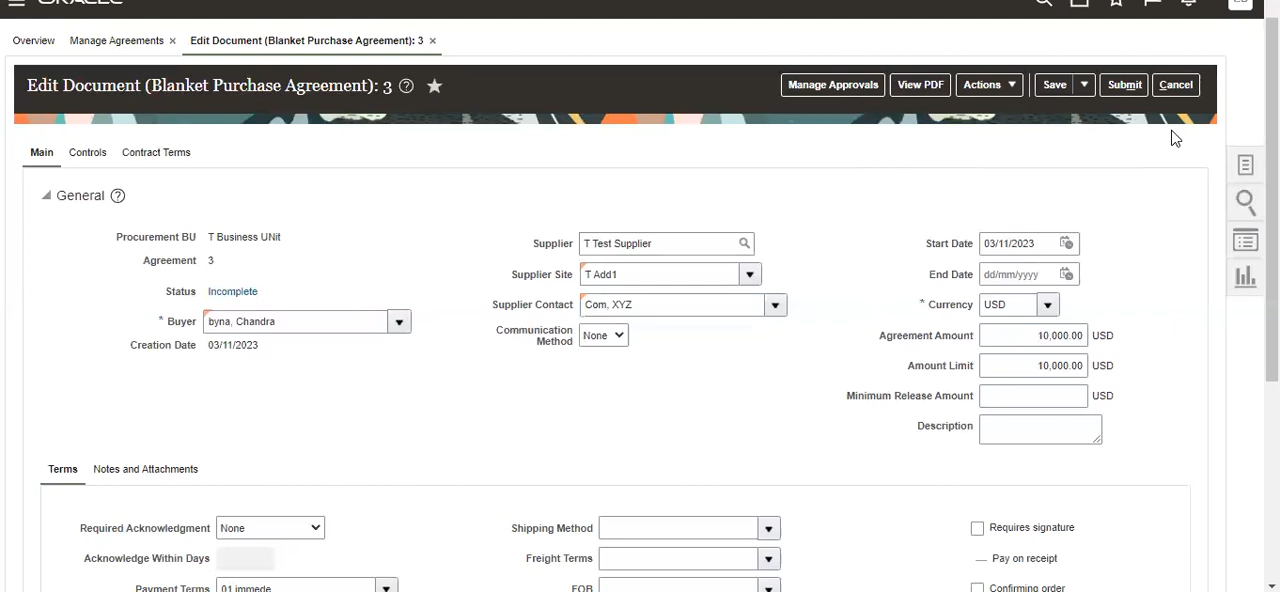 ORACLE
Overview Manage Agreements × Edit Document (Blanket Purchase Agreement): 3 ×
Edit Document (Blanket Purchase Agreement): 3
Manage Approvals View PDF Actions Save Submit Cancel
Main Controls Contract Terms
General
Procurement BU T Business UNit
Agreement 3
Status Incomplete
* Buyer byna, Chandra
Creation Date 03/11/2023
Supplier T Test Supplier
Supplier Site T Add1
Supplier Contact Com, XYZ
Communication Method None
Start Date 03/11/2023
End Date dd/mm/yyyy
* Currency USD
Agreement Amount 10,000.00 USD
Amount Limit 10,000.00 USD
Minimum Release Amount USD
Description
Terms Notes and Attachments
Required Acknowledgment None
Acknowledge Within Days
Payment Terms 01 immede
Shipping Method
Freight Terms
FOB
Requires signature
Pay on receipt
Confirming order